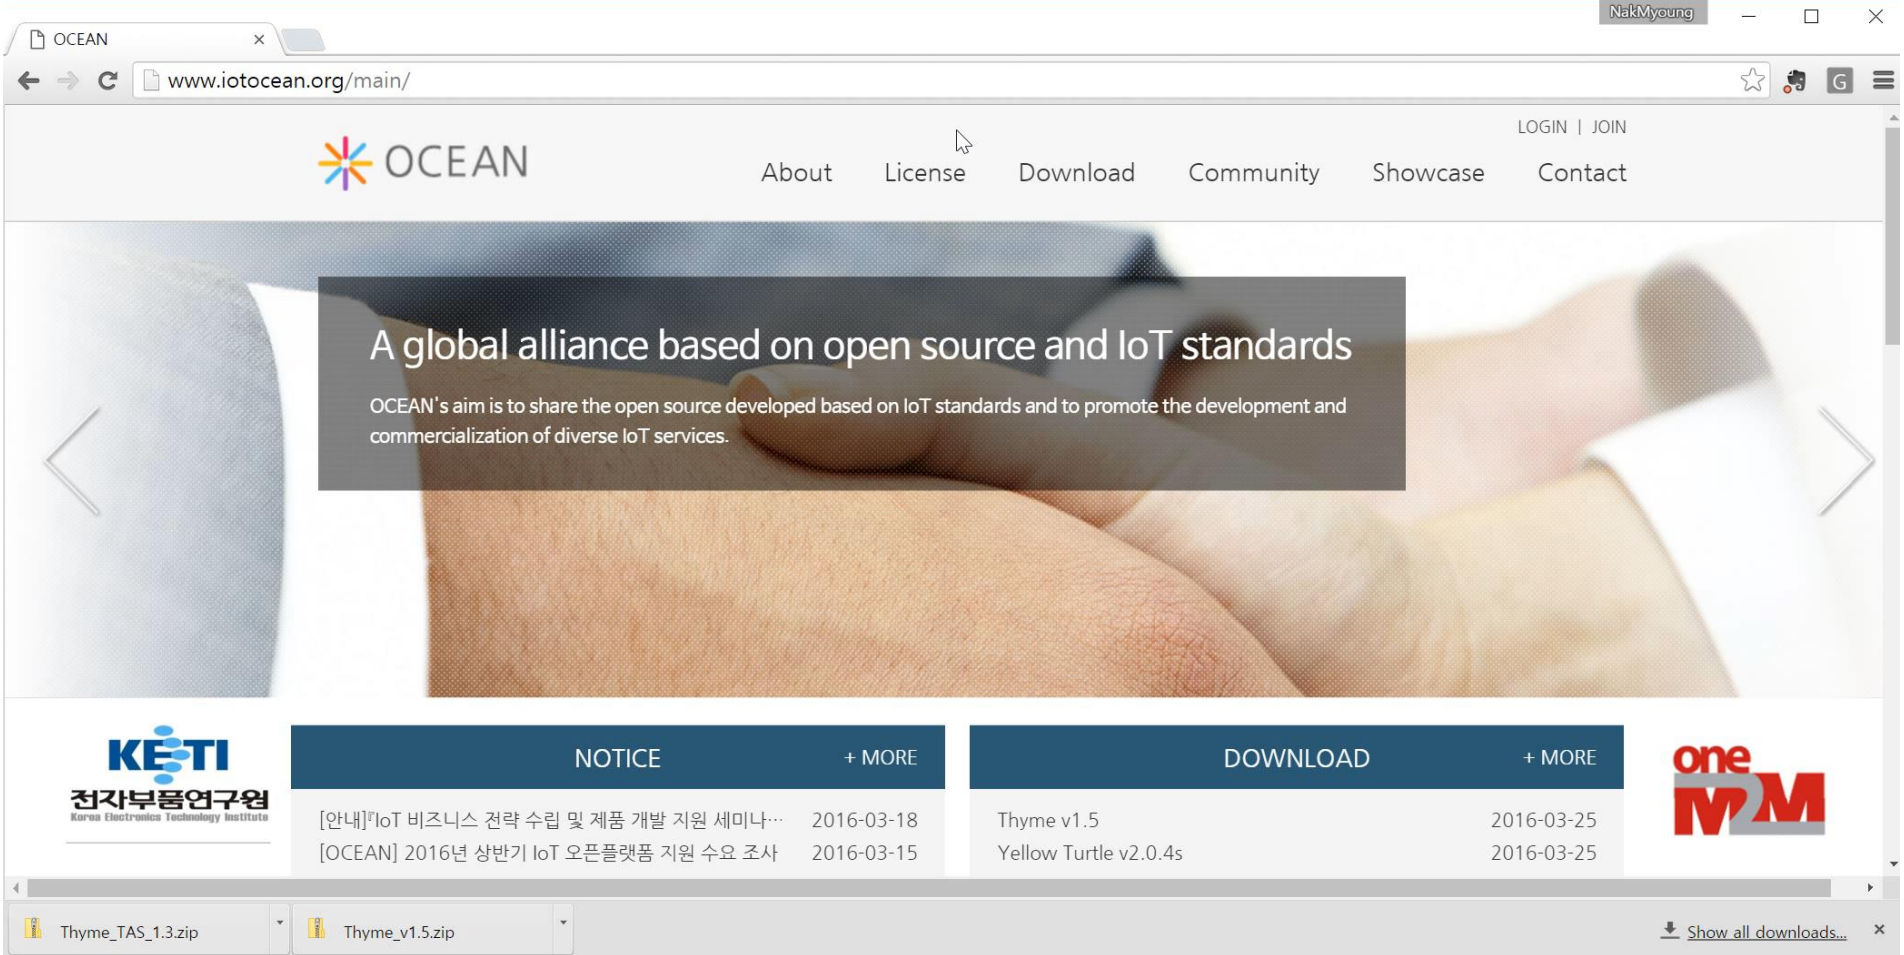 NakMyoung
OCEAN
www.iotocean.org/main/
G
LOGIN | JOIN
OCEAN
About License Download Community Showcase Contact
A global alliance based on open source and IoT standards
OCEAN's aim is to share the open source developed based on IoT standards and to promote the development and
commercialization of diverse IoT services.
KETI
전자부품연구원
Korea Electronics Technology Institute
NOTICE + MORE
[안내]『IoT 비즈니스 전략 수립 및 제품 개발 지원 세미나… 2016-03-18
[OCEAN] 2016년 상반기 IoT 오픈플랫폼 지원 수요 조사 2016-03-15
DOWNLOAD + MORE
Thyme v1.5 2016-03-25
Yellow Turtle v2.0.4s 2016-03-25
one
M2M
Thyme_TAS_1.3.zip
Thyme_v1.5.zip
Show all downloads...